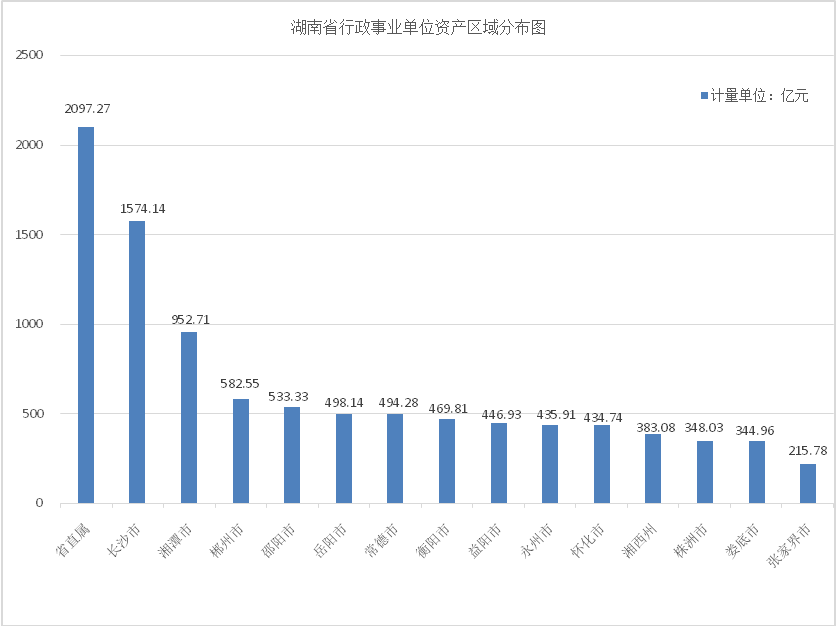 湖南省行政事业单位资产区域分布图
计量单位：亿元
2500
2000
1500
1000
500
0
2097.27
1574.14
952.71
582.55
533.33
498.14
494.28
469.81
446.93
435.91
434.74
383.08
348.03
344.96
215.78
省直属
长沙市
湘潭市
郴州市
邵阳市
岳阳市
常德市
衡阳市
益阳市
永州市
怀化市
湘西州
株洲市
娄底市
张家界市